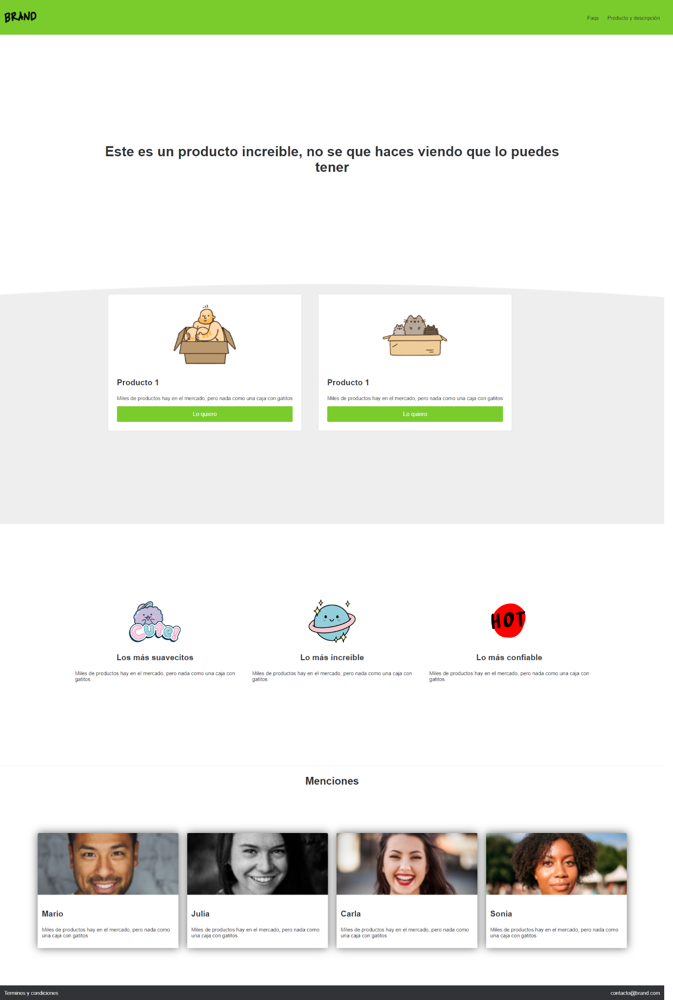 BRAND
Faqs
Producto y descripción
Este es un producto increible, no se que haces viendo que lo puedes
tener
Producto 1
Miles de productos hay en el mercado, pero nada como una caja con gatitos
Lo quiero
Producto 1
Miles de productos hay en el mercado, pero nada como una caja con gatitos
Lo quiero
Cute!
Los más suavecitos
Miles de productos hay en el mercado, pero nada como una caja con
gatitos
Lo más increíble
Miles de productos hay en el mercado, pero nada como una caja con
gatitos
HOT
Lo más confiable
Miles de productos hay en el mercado, pero nada como una caja con
gatitos
Menciones
Mario
Miles de productos hay en el mercado, pero nada como
una caja con gatitos
Julia
Miles de productos hay en el mercado, pero nada como
una caja con gatitos
Carla
Miles de productos hay en el mercado, pero nada como
una caja con gatitos
Sonia
Miles de productos hay en el mercado, pero nada como
una caja con gatitos
Terminos y condiciones
contacto@brand.com